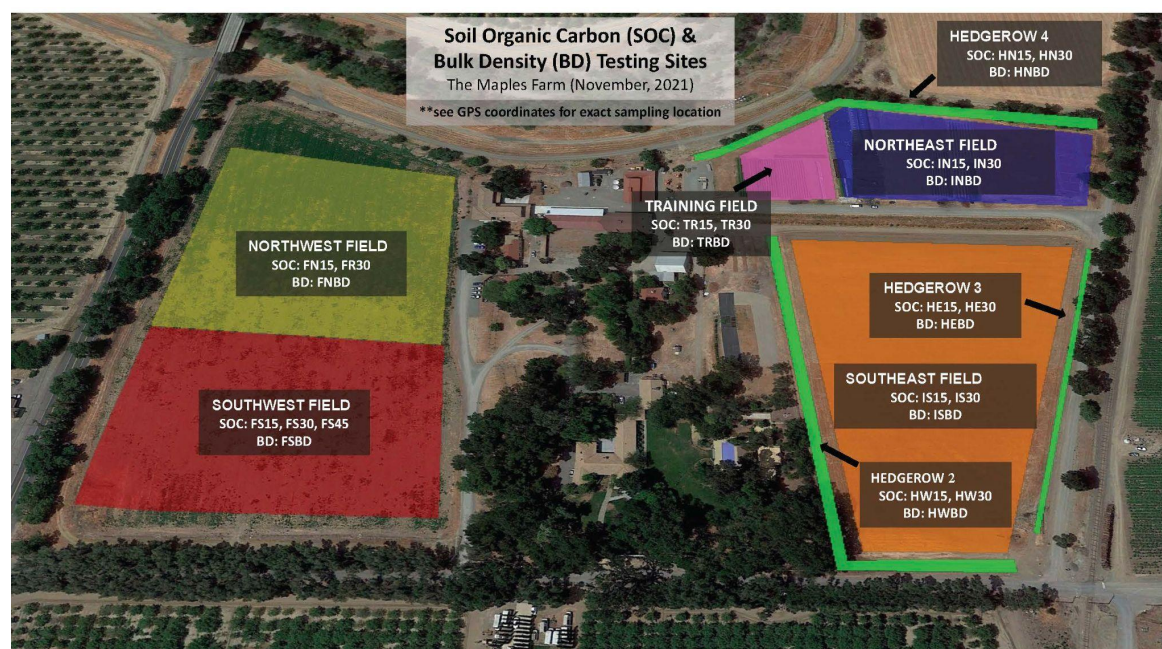 Soil Organic Carbon (SOC) &
Bulk Density (BD) Testing Sites
The Maples Farm (November, 2021)
**see GPS coordinates for exact sampling location
HEDGEROW 4
SOC: HN15, HN30
BD: HNBD
NORTHEAST FIELD
SOC: IN15, IN30
BD: INBD
TRAINING FIELD
SOC: TR15, TR30
BD: TRBD
NORTHWEST FIELD
SOC: FN15, FR30
BD: FNBD
HEDGEROW 3
SOC: HE15, HE30
BD: HEBD
SOUTHWEST FIELD
SOC: FS15, FS30, FS45
BD: FSBD
SOUTHEAST FIELD
SOC: IS15, IS30
BD: ISBD
HEDGEROW 2
SOC: HW15, HW30
BD: HWBD